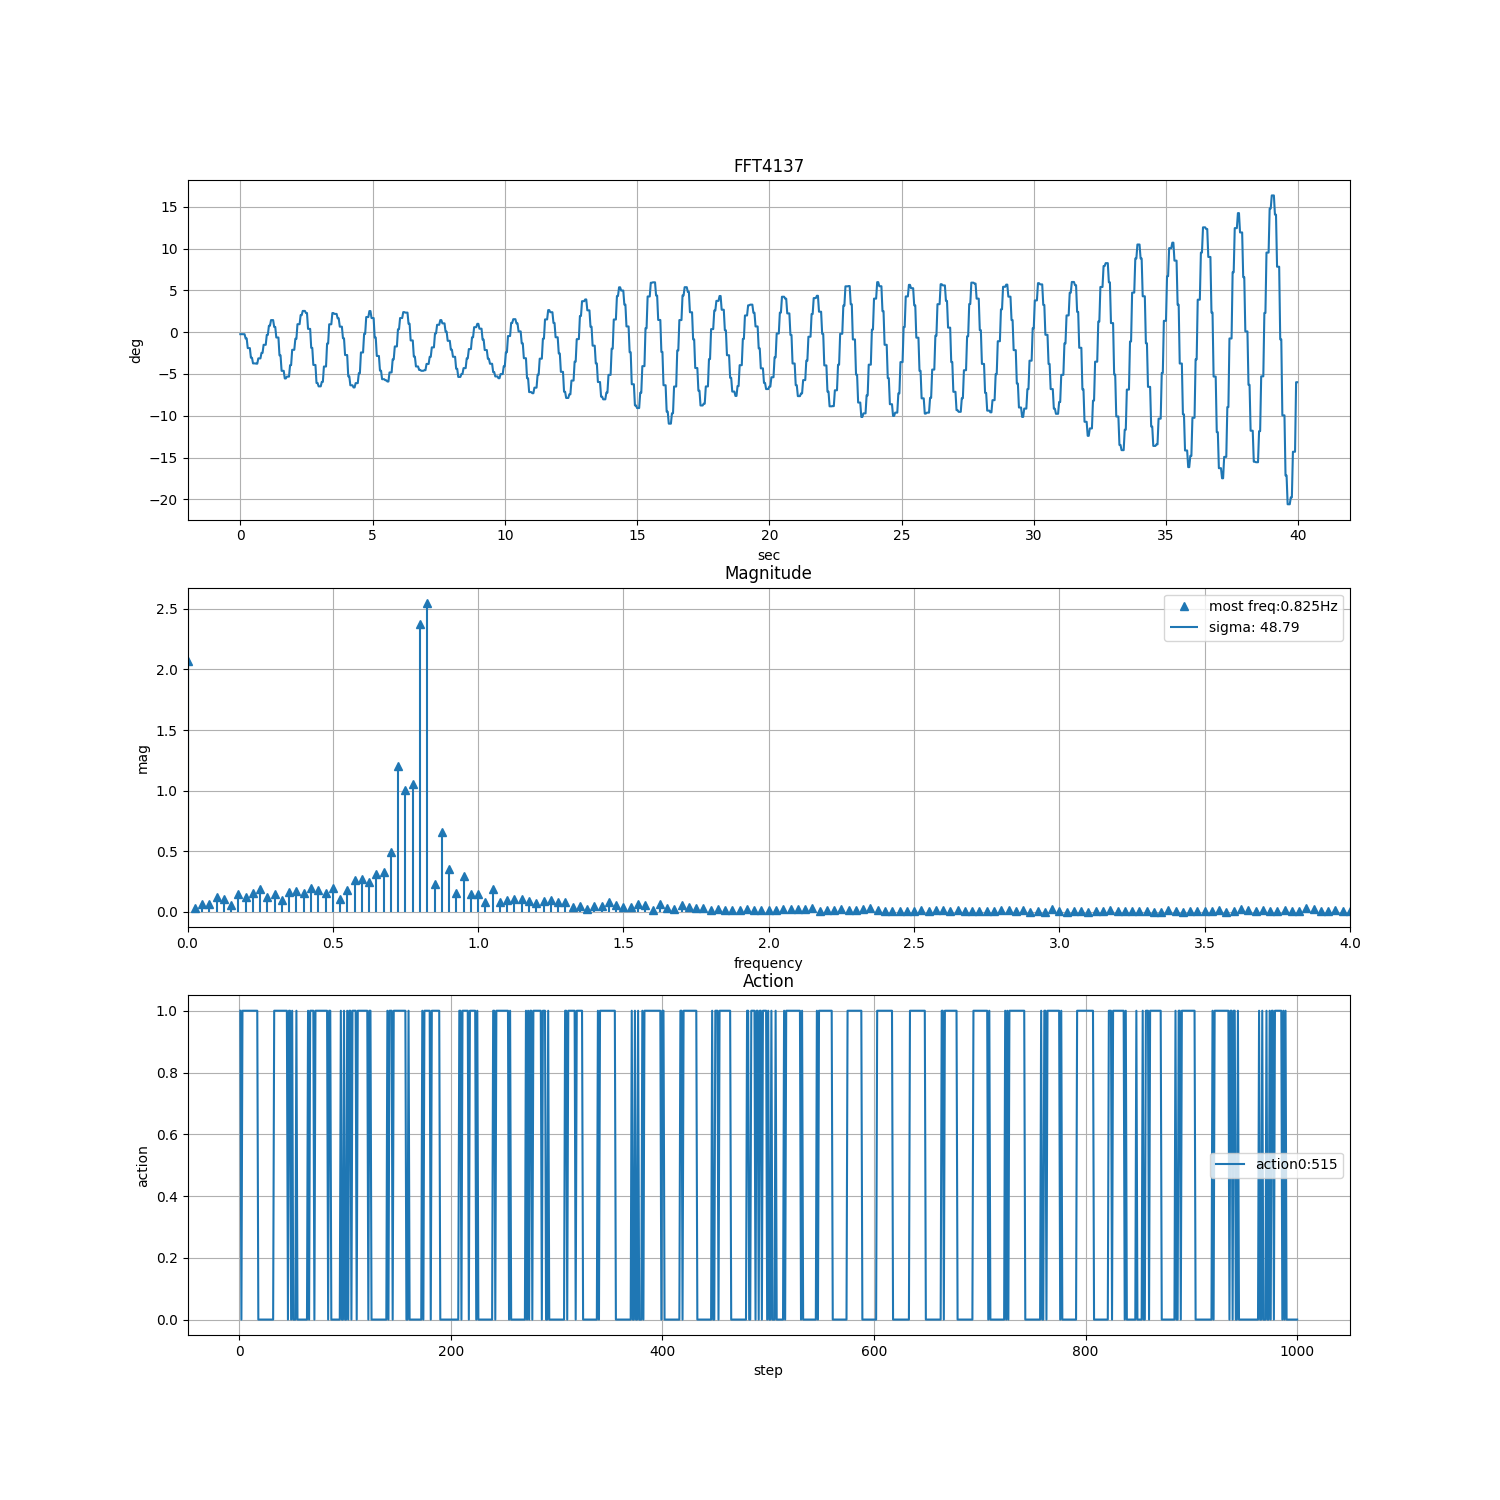 FFT4137
15
10
5
0
−5
−10
−15
−20
deg
0 5 10 15 20 25 30 35 40
sec
Magnitude
2.5
2.0
1.5
1.0
0.5
0.0
mag
most freq:0.825Hz
sigma: 48.79
0.0 0.5 1.0 1.5 2.0 2.5 3.0 3.5 4.0
frequency
Action
1.0
0.8
0.6
0.4
0.2
0.0
action
action0:515
0 200 400 600 800 1000
step